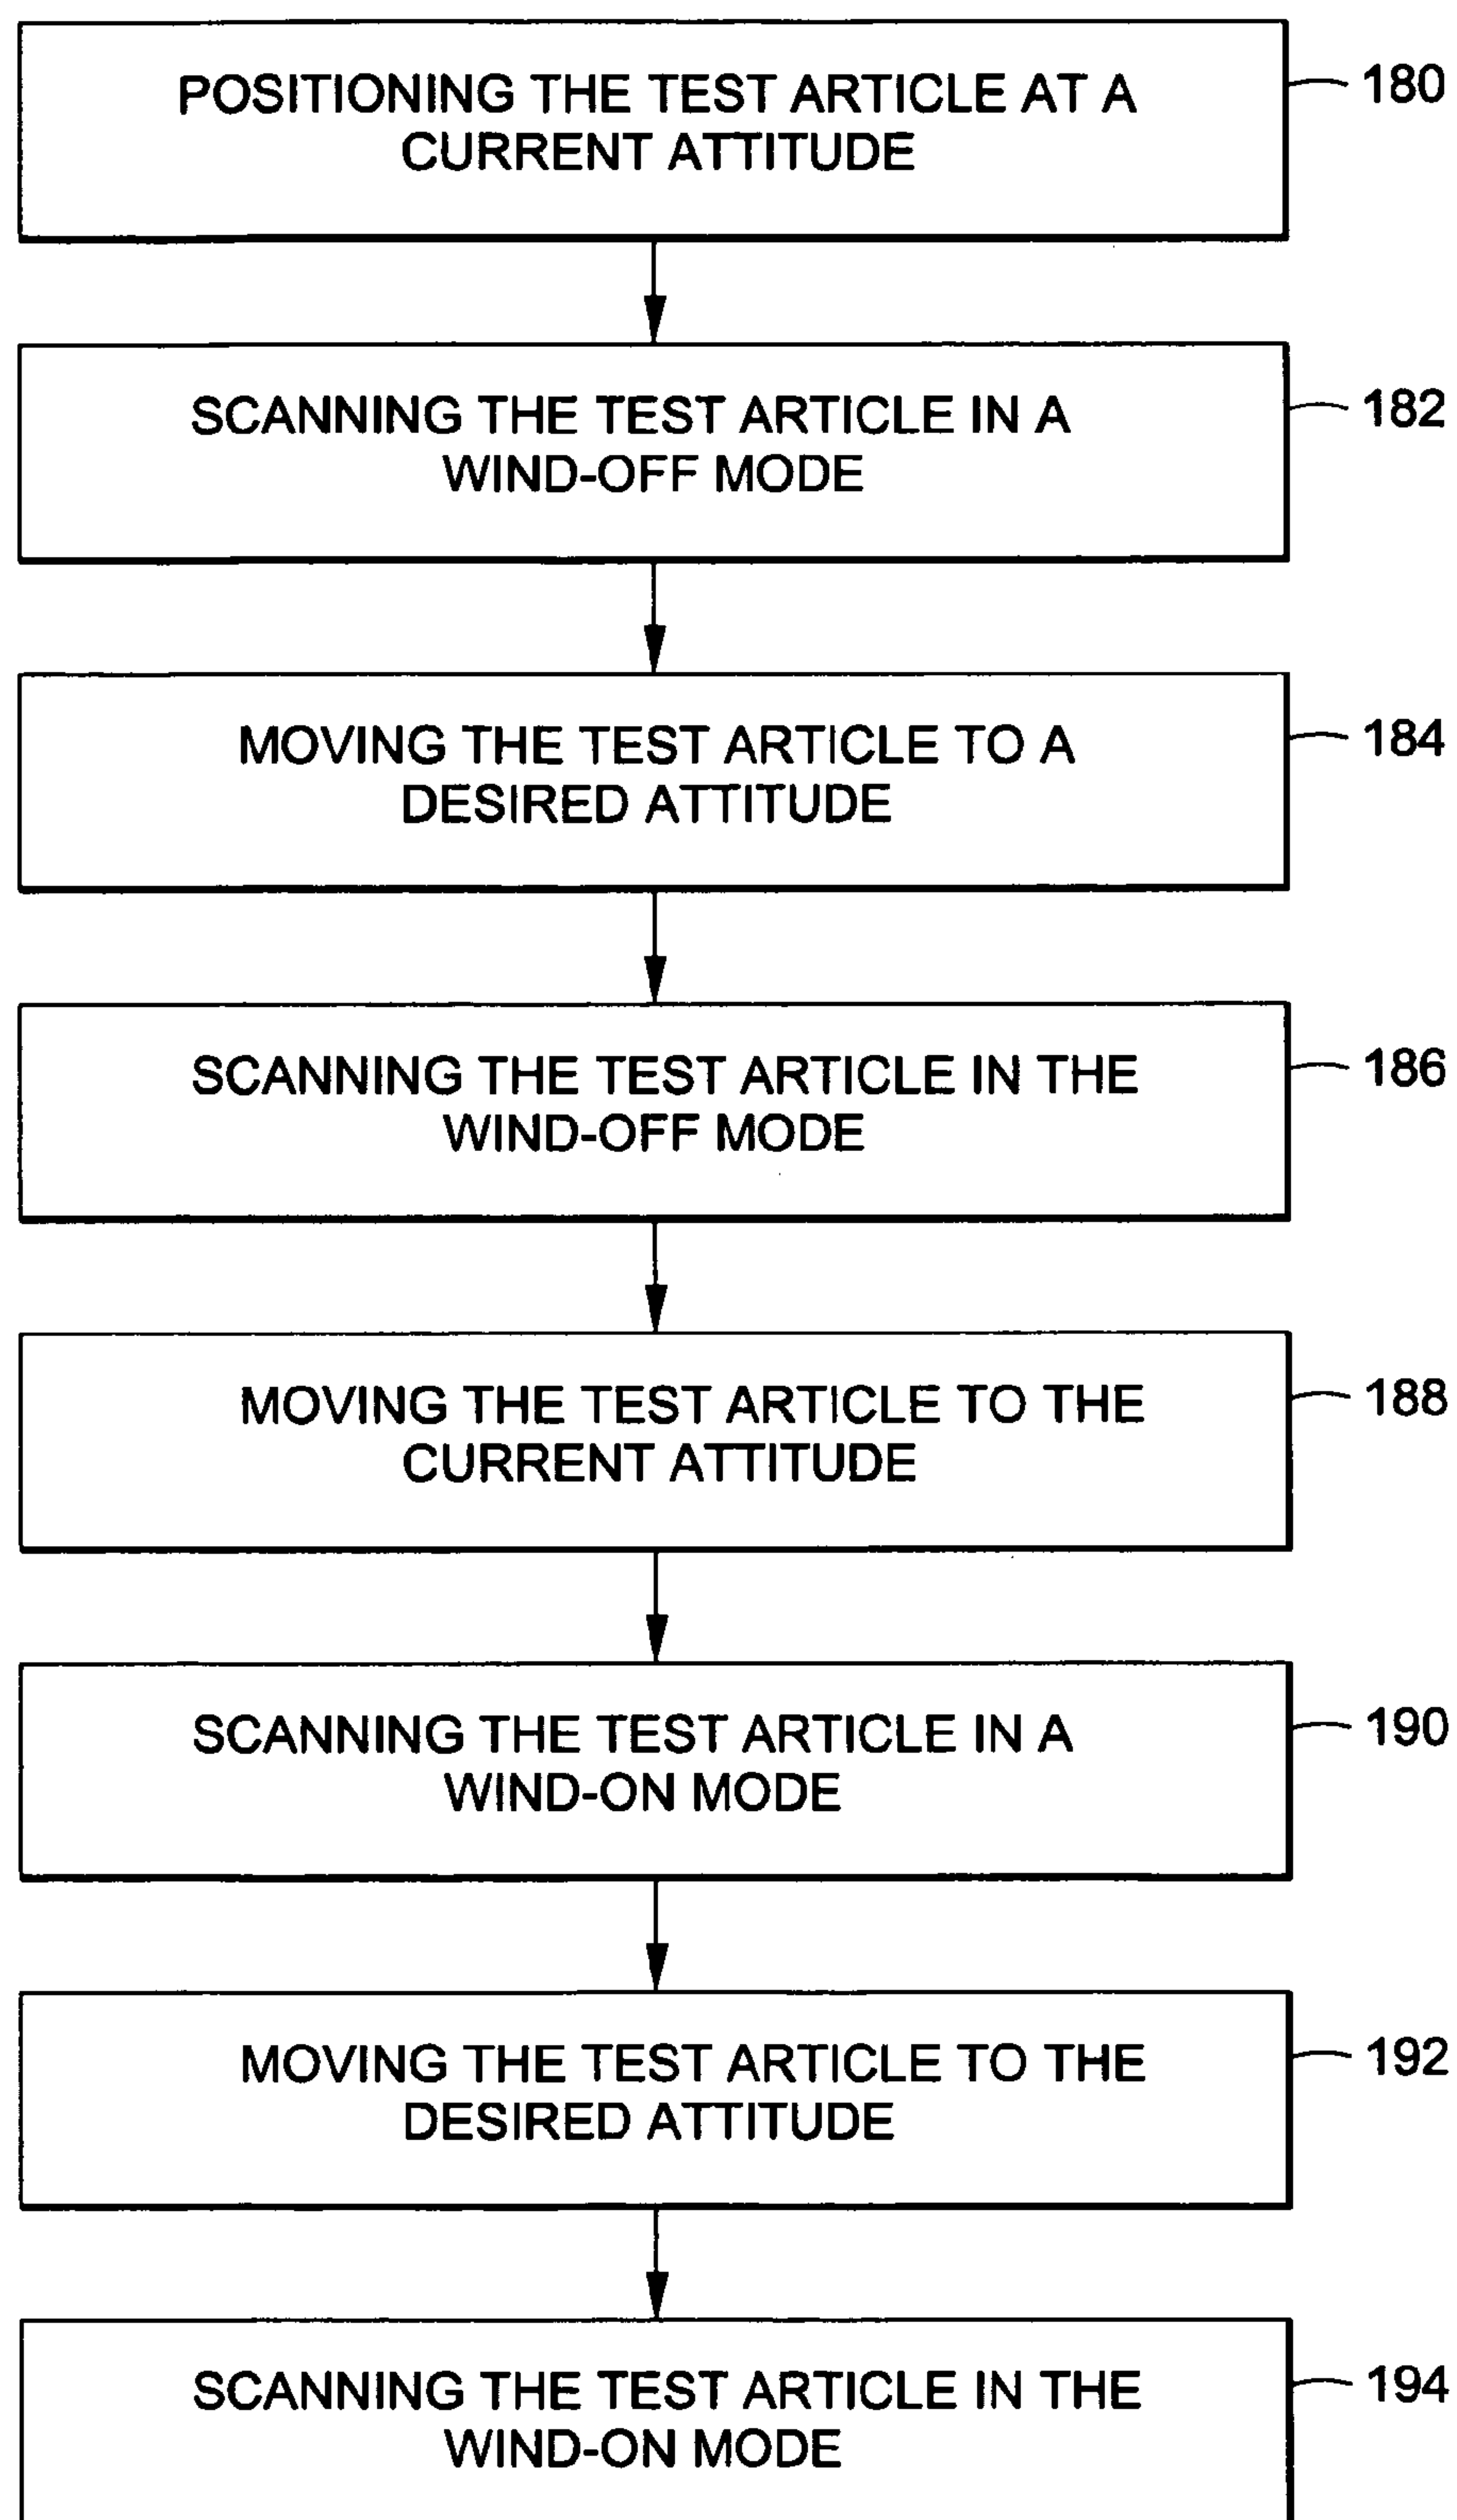 POSITIONING THE TEST ARTICLE AT A
CURRENT ATTITUDE
180
SCANNING THE TEST ARTICLE IN A
WIND-OFF MODE
182
MOVING THE TEST ARTICLE TO A
DESIRED ATTITUDE
184
SCANNING THE TEST ARTICLE IN THE
WIND-OFF MODE
186
MOVING THE TEST ARTICLE TO THE
CURRENT ATTITUDE
188
SCANNING THE TEST ARTICLE IN A
WIND-ON MODE
190
MOVING THE TEST ARTICLE TO THE
DESIRED ATTITUDE
192
SCANNING THE TEST ARTICLE IN THE
WIND-ON MODE
194